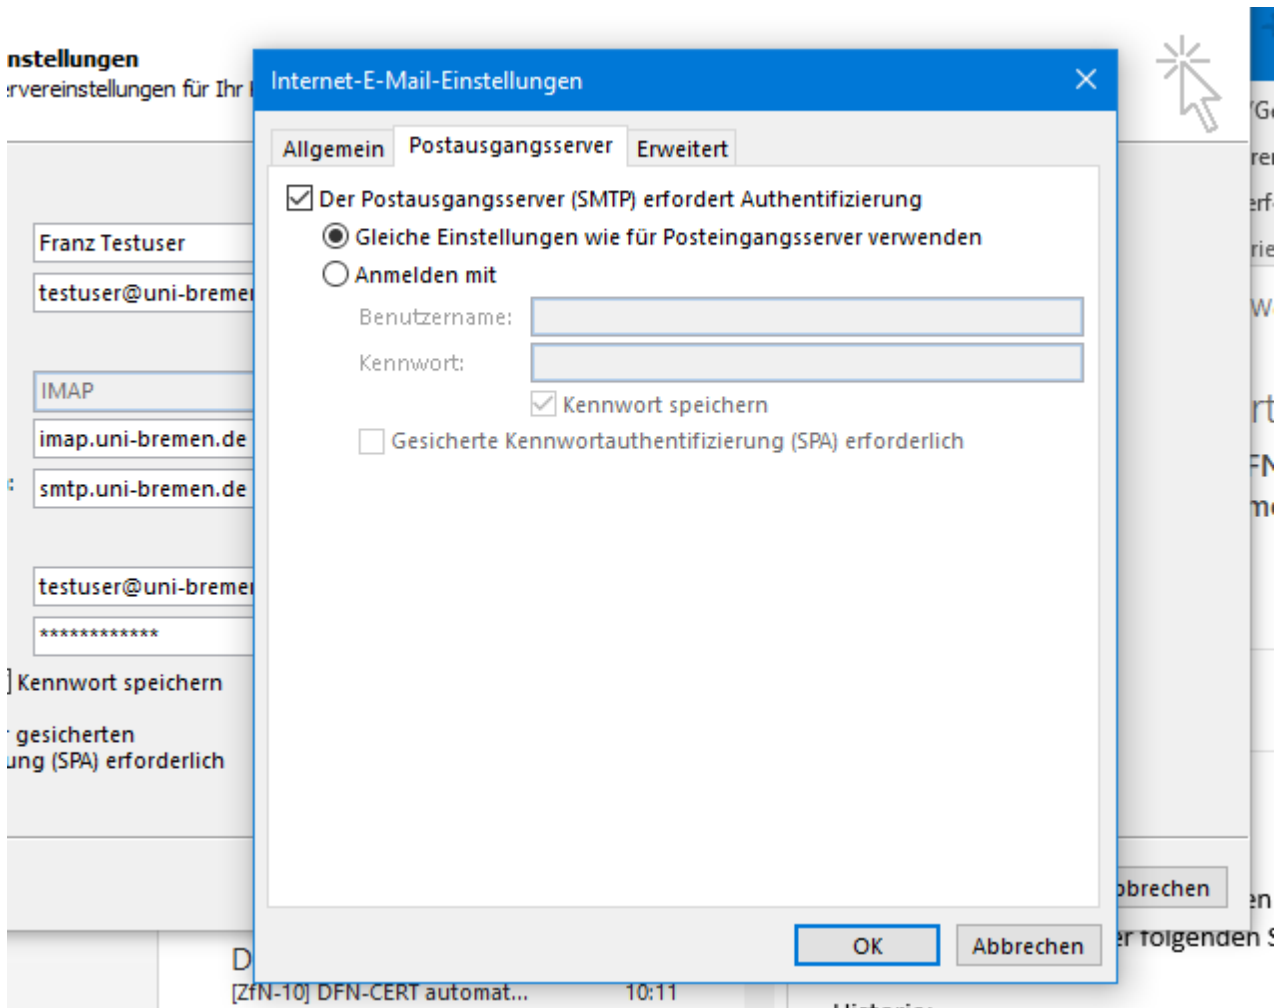 nstellungen
rvereinstellungen für Ihr
Internet-E-Mail-Einstellungen
Allgemein
Postausgangsserver
Erweitert
Der Postausgangsserver (SMTP) erfordert Authentifizierung
Gleiche Einstellungen wie für Posteingangsserver verwenden
Anmelden mit
Benutzername:
Kennwort:
Kennwort speichern
Gesicherte Kennwortauthentifizierung (SPA) erforderlich
OK
Abbrechen
Franz Testuser
testuser@uni-bremen
IMAP
imap.uni-bremen.de
smtp.uni-bremen.de
testuser@uni-bremen
************
Kennwort speichern
gesicherten
ung (SPA) erforderlich
bbrechen
er folgenden S
D
[ZfN-10] DFN-CERT automat...
10:11